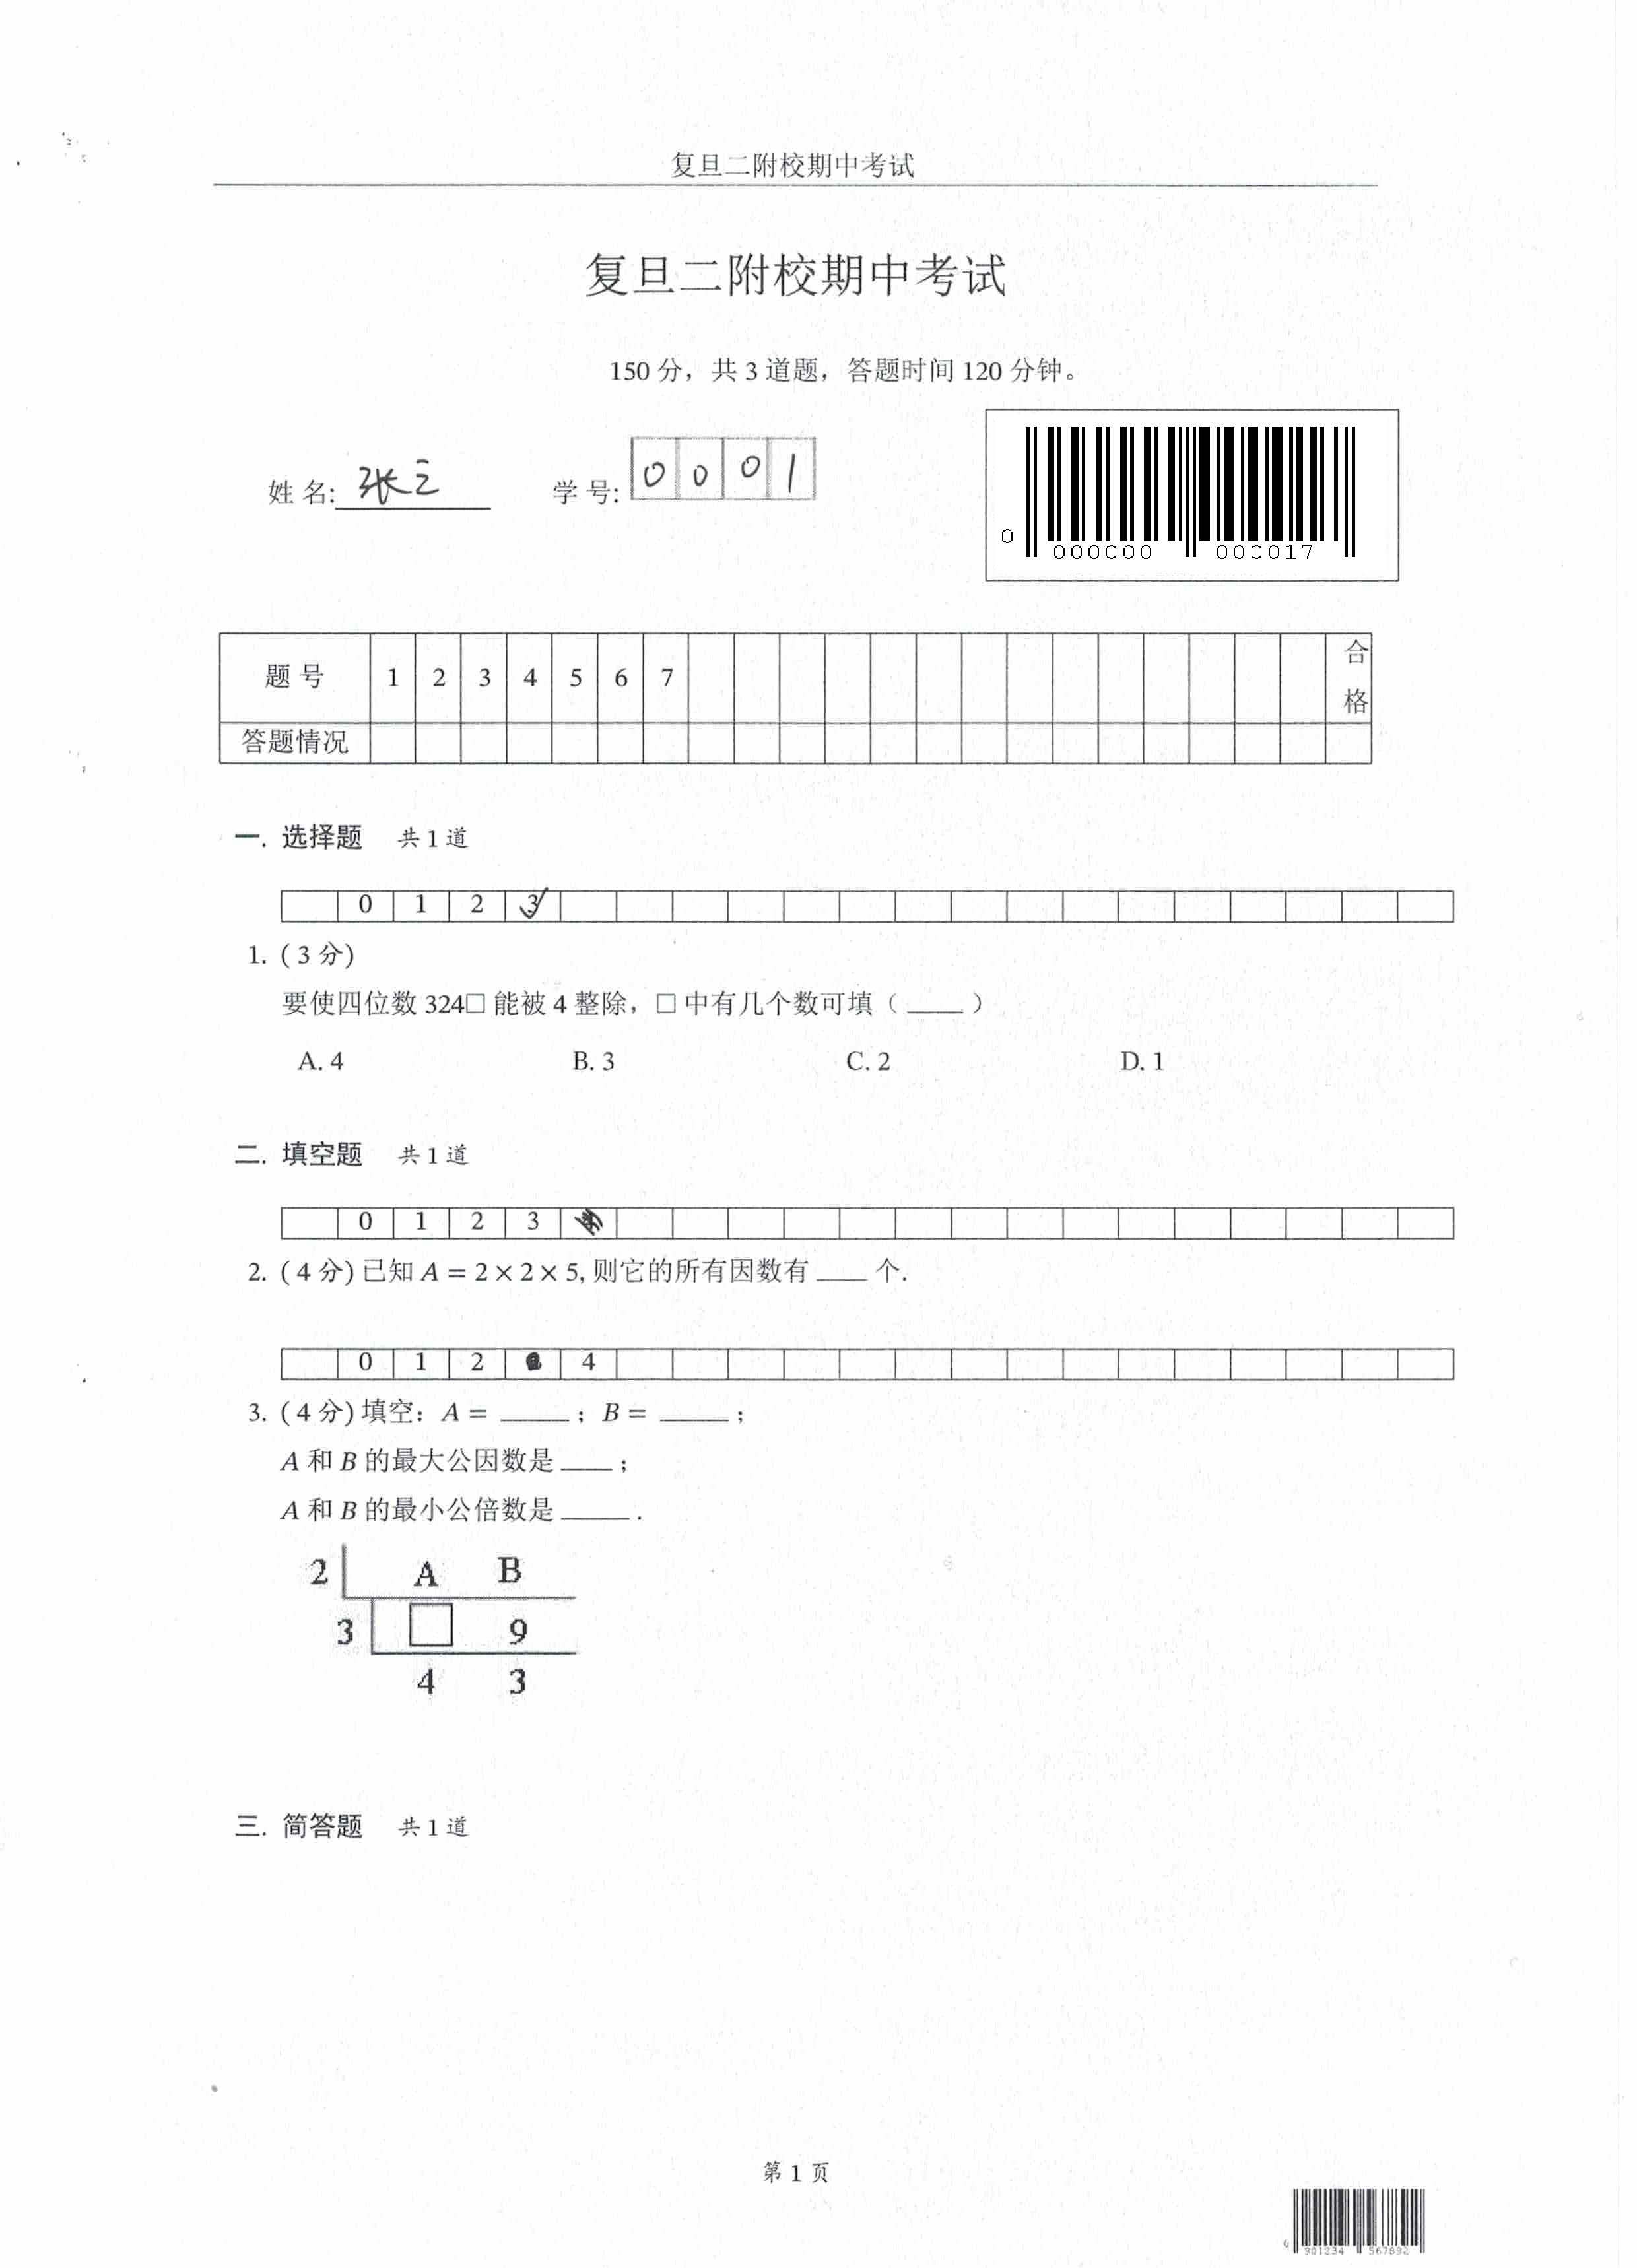 复旦二附校期中考试
复旦二附校期中考试
150 分，共 3 道题，答题时间 120 分钟。
姓 名: 张三 学 号: 0 0 0 1
0 000000 000017
题 号 1 2 3 4 5 6 7 合格
答题情况
一. 选择题 共 1 道
0 1 2 3
1. ( 3 分)
要使四位数 324□ 能被 4 整除，□ 中有几个数可填（ ____ ）
A. 4 B. 3 C. 2 D. 1
二. 填空题 共 1 道
0 1 2 3
2. ( 4 分) 已知 A = 2 × 2 × 5, 则它的所有因数有 ____ 个.
0 1 2 4
3. ( 4 分) 填空：A = _____ ；B = _____ ；
A 和 B 的最大公因数是 ____ ；
A 和 B 的最小公倍数是 _____ .
2 A B
3 □ 9
4 3
三. 简答题 共 1 道
第 1 页
6 901234 567892